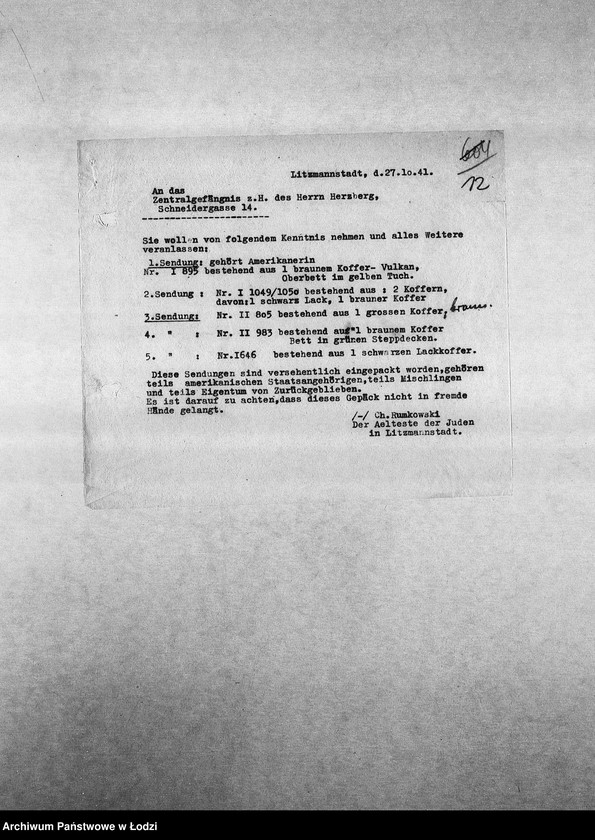 604
12
Litzmannstadt, d.27.10.41.
An das
Zentralgefängnis z.H. des Herrn Herzberg,
Schneidergasse 14.
Sie wollen von folgendem Kenntnis nehmen und alles Weitere
veranlassen:
1.Sendung: gehört Amerikanerin
Nr. I 895 bestehend aus 1 braunem Koffer- Vulkan,
Oberbett im gelben Tuch.
2.Sendung : Nr. I 1049/1050 bestehend aus : 2 Koffern,
davon:1 schwarz Lack, 1 brauner Koffer
3.Sendung: Nr. II 805 bestehend aus 1 grossen Koffer, braun.
4. " : Nr. II 983 bestehend aus 1 braunem Koffer
Bett in grünen Steppdecken.
5. " : Nr.I646 bestehend aus 1 schwarzen Lackkoffer.
Diese Sendungen sind versehentlich eingepackt worden,gehören
teils amerikanischen Staatsangehörigen,teils Mischlingen
und teils Eigentum von Zurückgebliebenen.
Es ist darauf zu achten,dass dieses Gepäck nicht in fremde
Hände gelangt.
/-/ Ch.Rumkowski
Der Aelteste der Juden
in Litzmannstadt.
Archiwum Państwowe w Łodzi